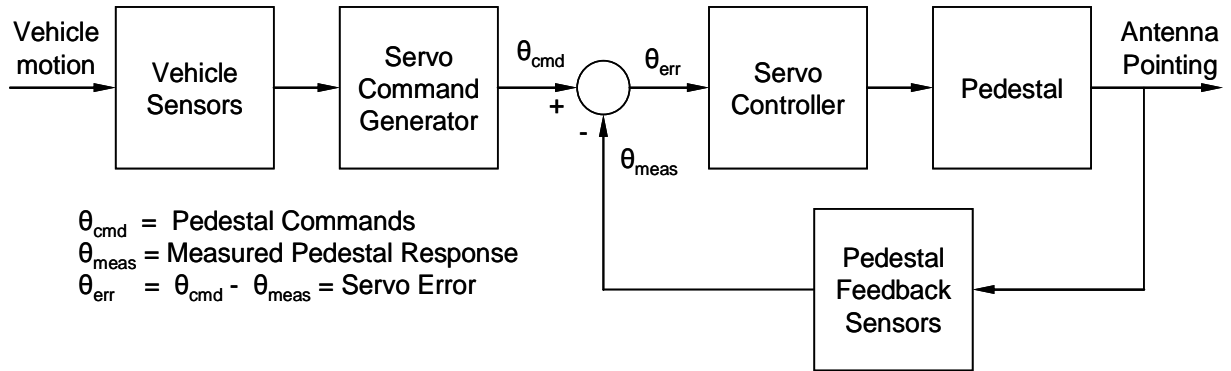 Vehicle
motion
Vehicle
Sensors
Servo
Command
Generator
θcmd
+
-
θerr
θmeas
Servo
Controller
Pedestal
Antenna
Pointing
θcmd = Pedestal Commands
θmeas = Measured Pedestal Response
θerr = θcmd - θmeas = Servo Error
Pedestal
Feedback
Sensors